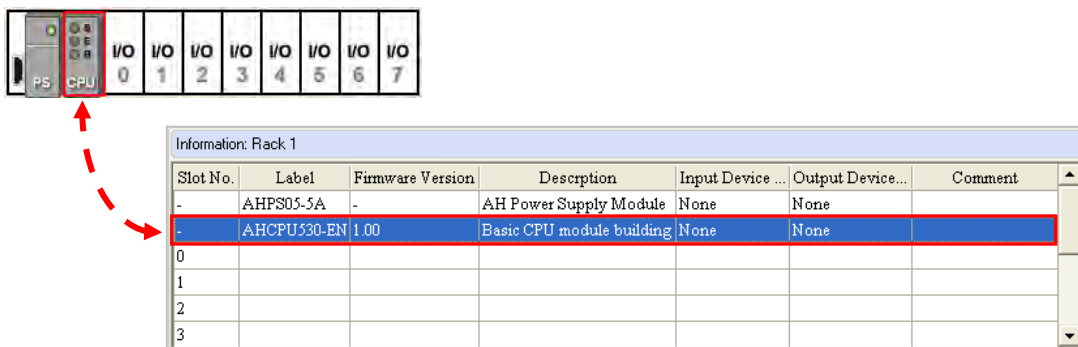 I/O I/O I/O I/O I/O I/O I/O I/O
PS CPU 0 1 2 3 4 5 6 7
Information: Rack 1
Slot No. Label Firmware Version Descrption Input Device ... Output Device... Comment
- AHPS05-5A - AH Power Supply Module None None
- AHCPU530-EN 1.00 Basic CPU module building None None
0
1
2
3